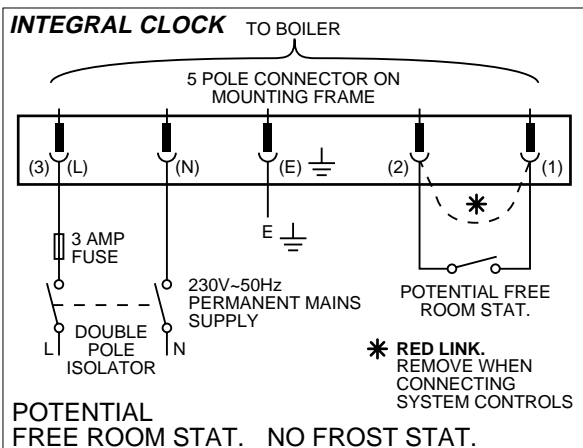 INTEGRAL CLOCK TO BOILER
5 POLE CONNECTOR ON
MOUNTING FRAME
(3) (L) (N) (E) (2) (1)
3 AMP
FUSE
E
230V~50Hz
PERMANENT MAINS
SUPPLY
POTENTIAL FREE
ROOM STAT.
L DOUBLE N
POLE
ISOLATOR
RED LINK.
REMOVE WHEN
CONNECTING
SYSTEM CONTROLS
POTENTIAL
FREE ROOM STAT. NO FROST STAT.